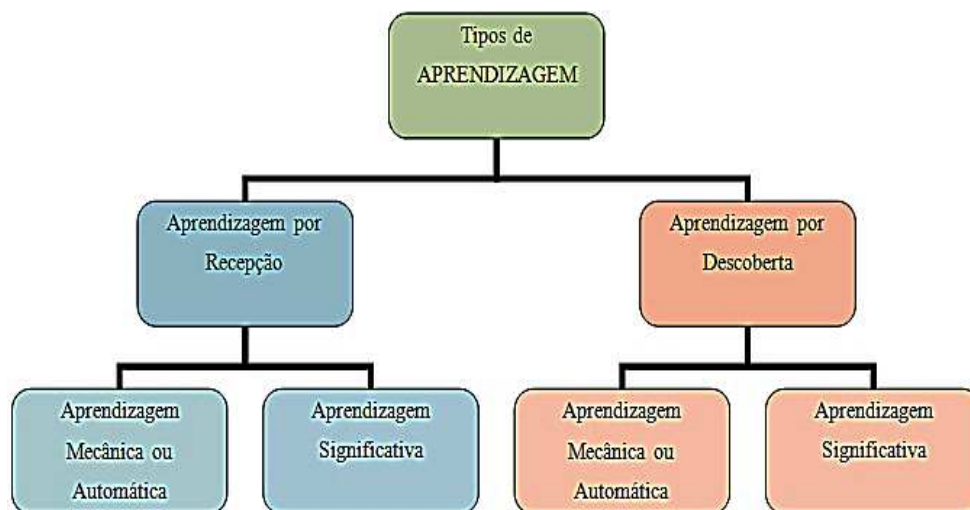 Tipos de
APRENDIZAGEM
Aprendizagem por
Recepção
Aprendizagem por
Descoberta
Aprendizagem
Mecânica ou
Automática
Aprendizagem
Significativa
Aprendizagem
Mecânica ou
Automática
Aprendizagem
Significativa